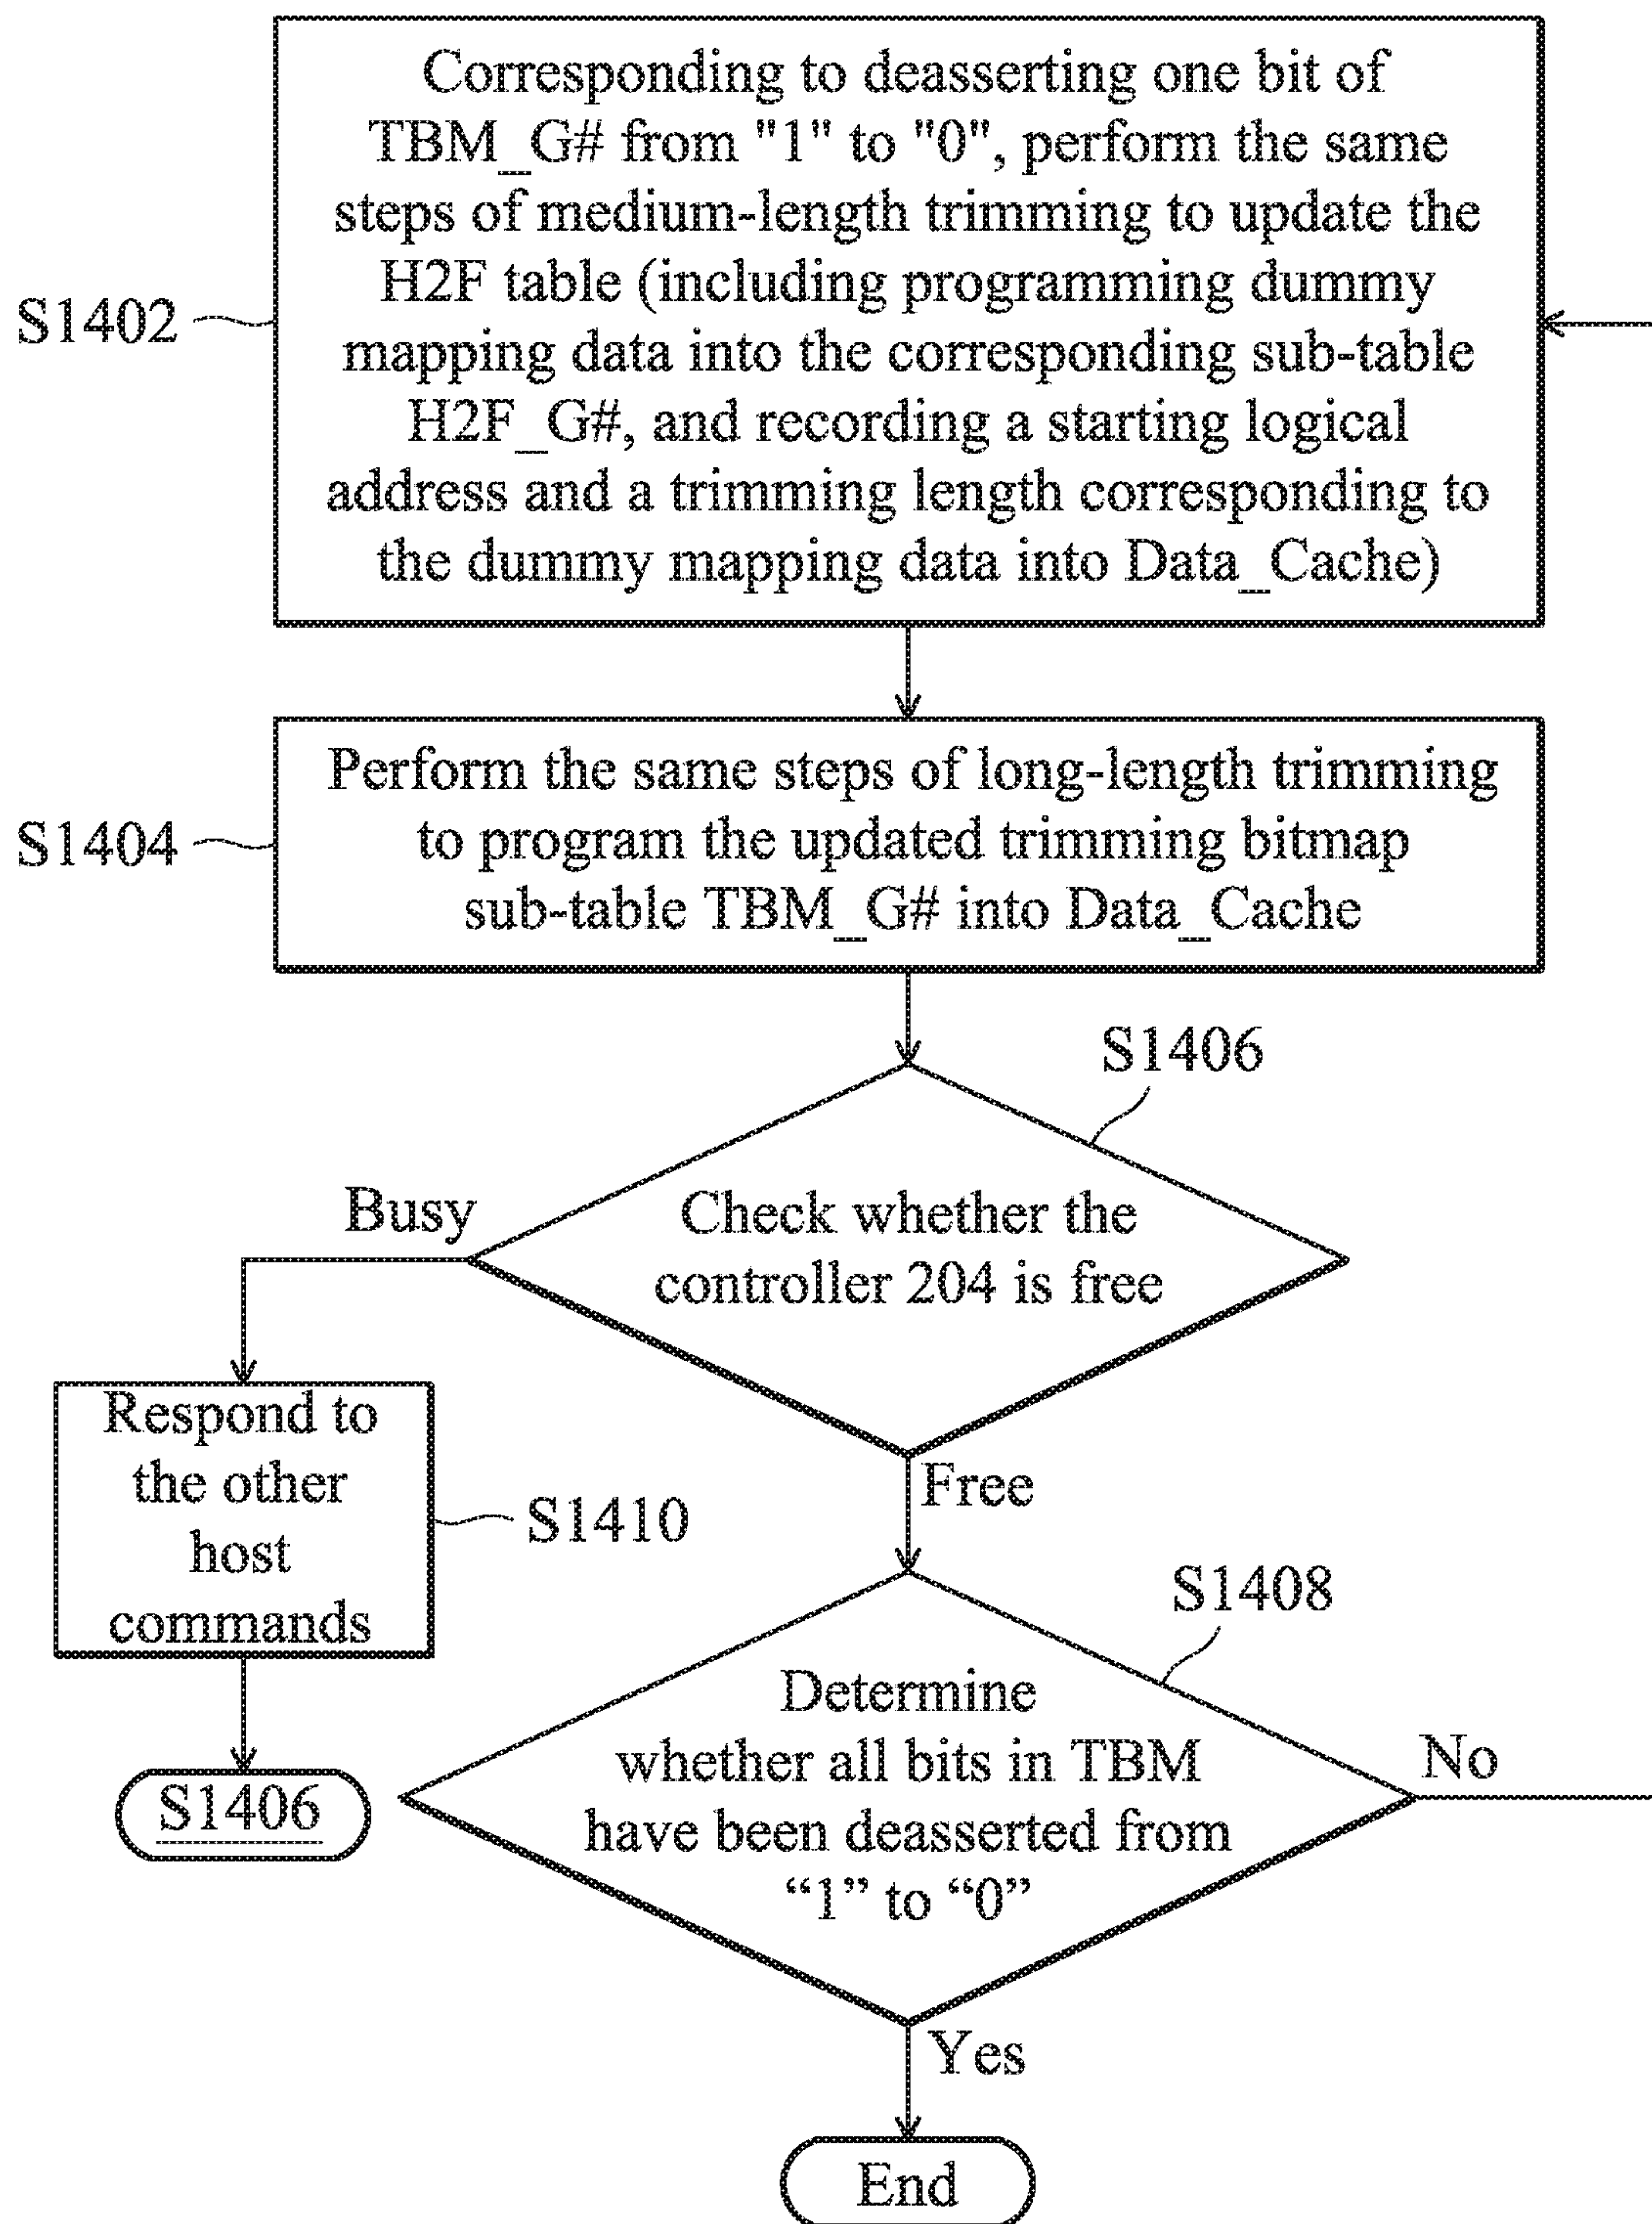 Corresponding to deasserting one bit of
TBM_G# from "1" to "0", perform the same
steps of medium-length trimming to update the
H2F table (including programming dummy
mapping data into the corresponding sub-table
H2F_G#, and recording a starting logical
address and a trimming length corresponding to
the dummy mapping data into Data_Cache)
S1402
Perform the same steps of long-length trimming
to program the updated trimming bitmap
sub-table TBM_G# into Data_Cache
S1404
S1406
Check whether the
controller 204 is free
Busy
Free
Respond to
the other
host
commands
S1410
S1406
S1408
Determine
whether all bits in TBM
have been deasserted from
“1” to “0”
No
Yes
End